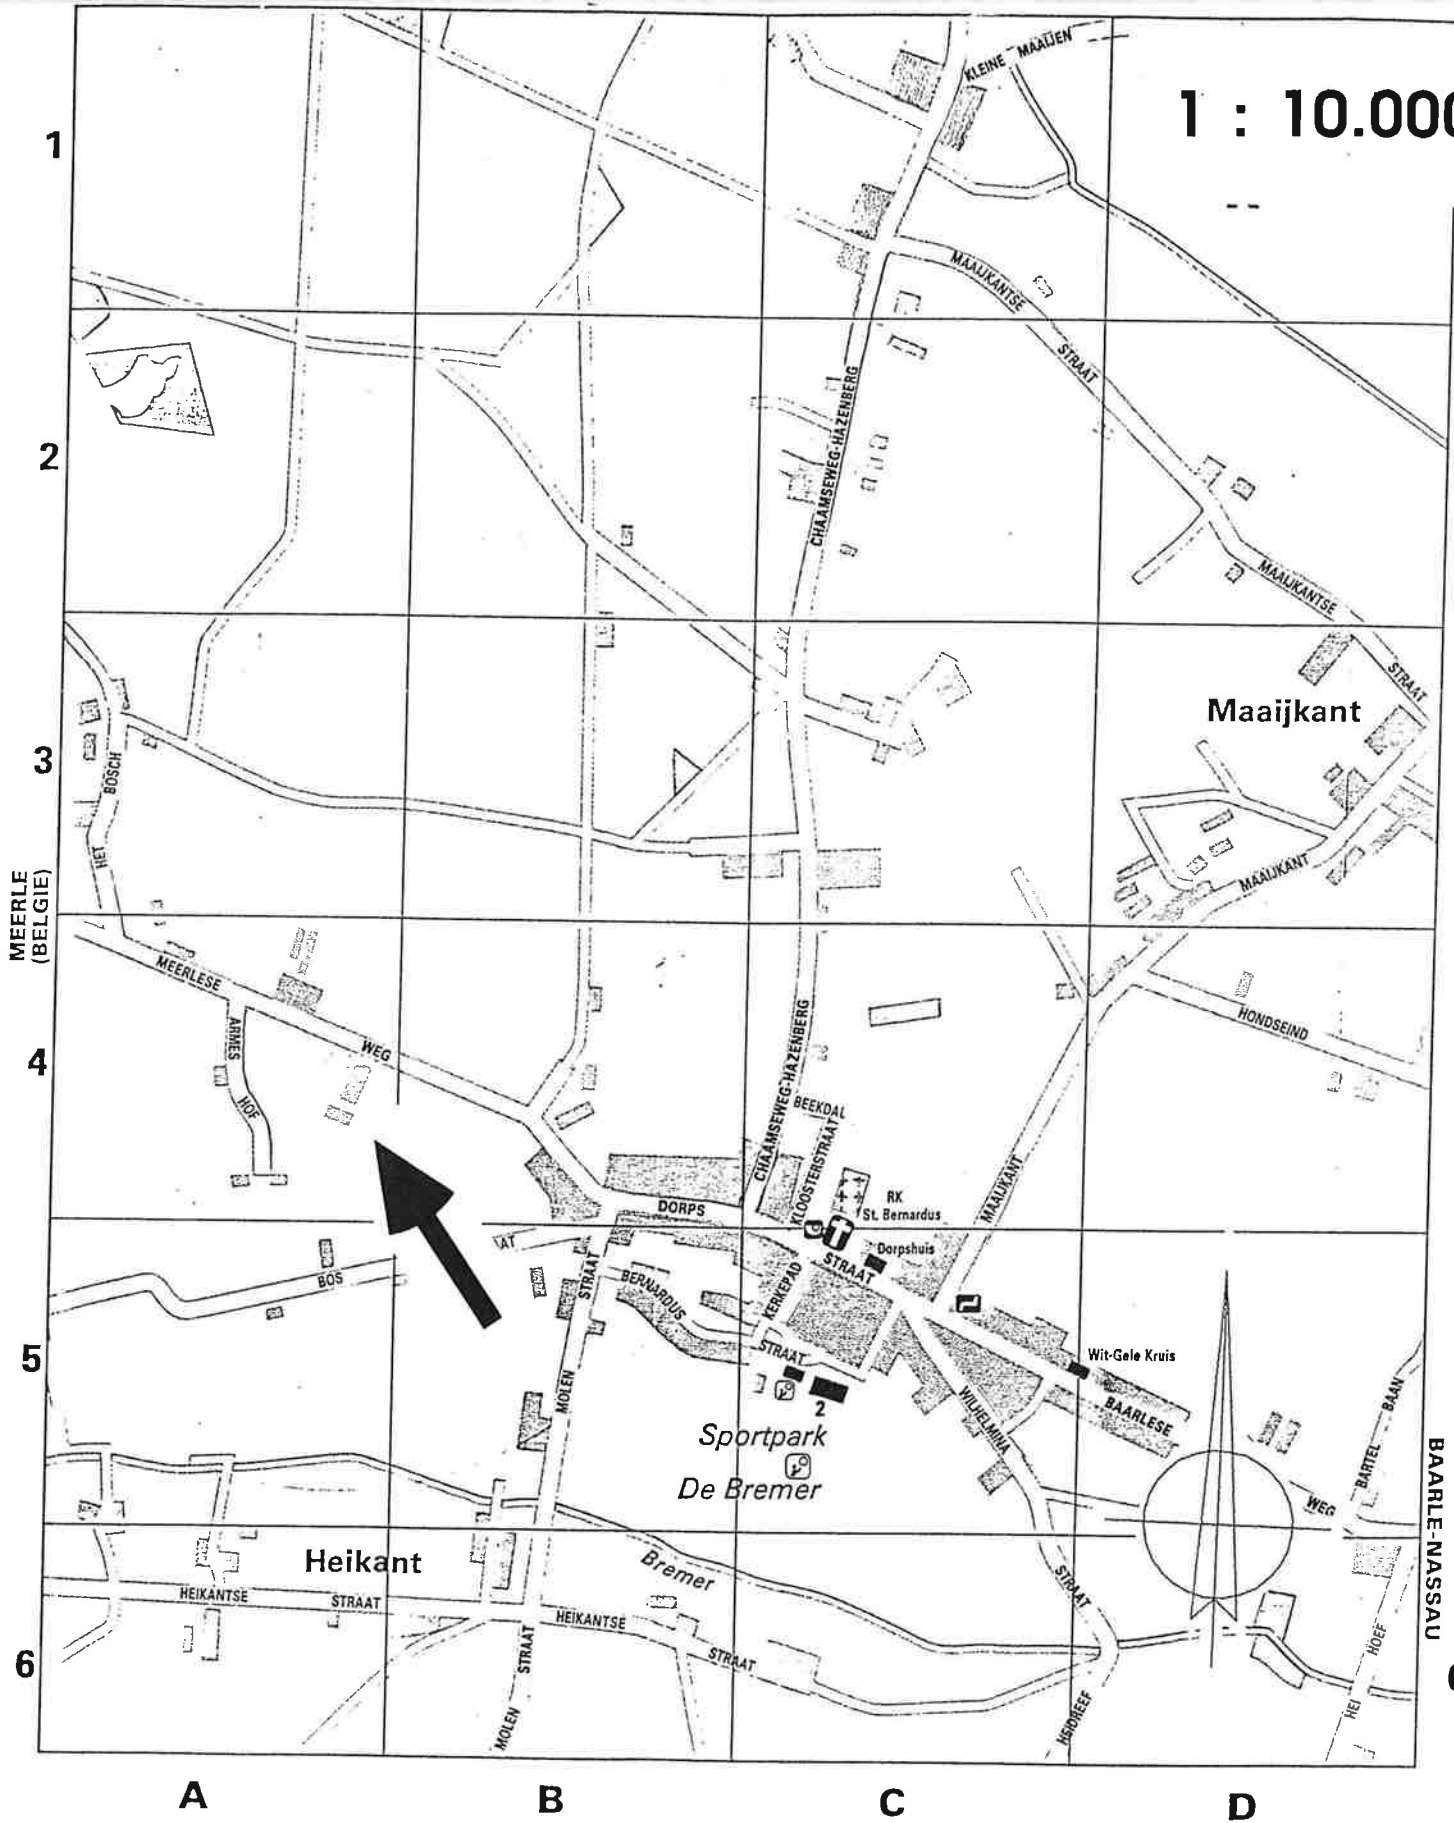 1 : 10.000
1
2
3
4
5
6
KLEINE MAAIJEN
MAAIJKANTSE
STRAAT
CHAAMSEWEG-HAZENBERG
MAAIJKANTSE
STRAAT
Maaijkant
HET BOSCH
MAAIJKANT
MEERLE
(BELGIE)
MEERLESE
WEG
ARMES
HOF
HONDSEIND
CHAAMSEWEG-HAZENBERG
BEEKDAL
KLOOSTERSTRAAT
MAAIJKANT
RK
St. Bernardus
Dorpshuis
DORPS
STRAAT
KERKEPAD
AT
BOS
STRAAT
BERNARDUS
STRAAT
MOLEN
2
Wit-Gele Kruis
BAARLESE
WEG
WILHELMINA
STRAAT
BARTEL BAAN
BAARLE-NASSAU
Sportpark
De Bremer
Heikant
Bremer
HEIKANTSE
STRAAT
HEIKANTSE
STRAAT
MOLEN STRAAT
HEIDREEF
HEI HOEF
A
B
C
D